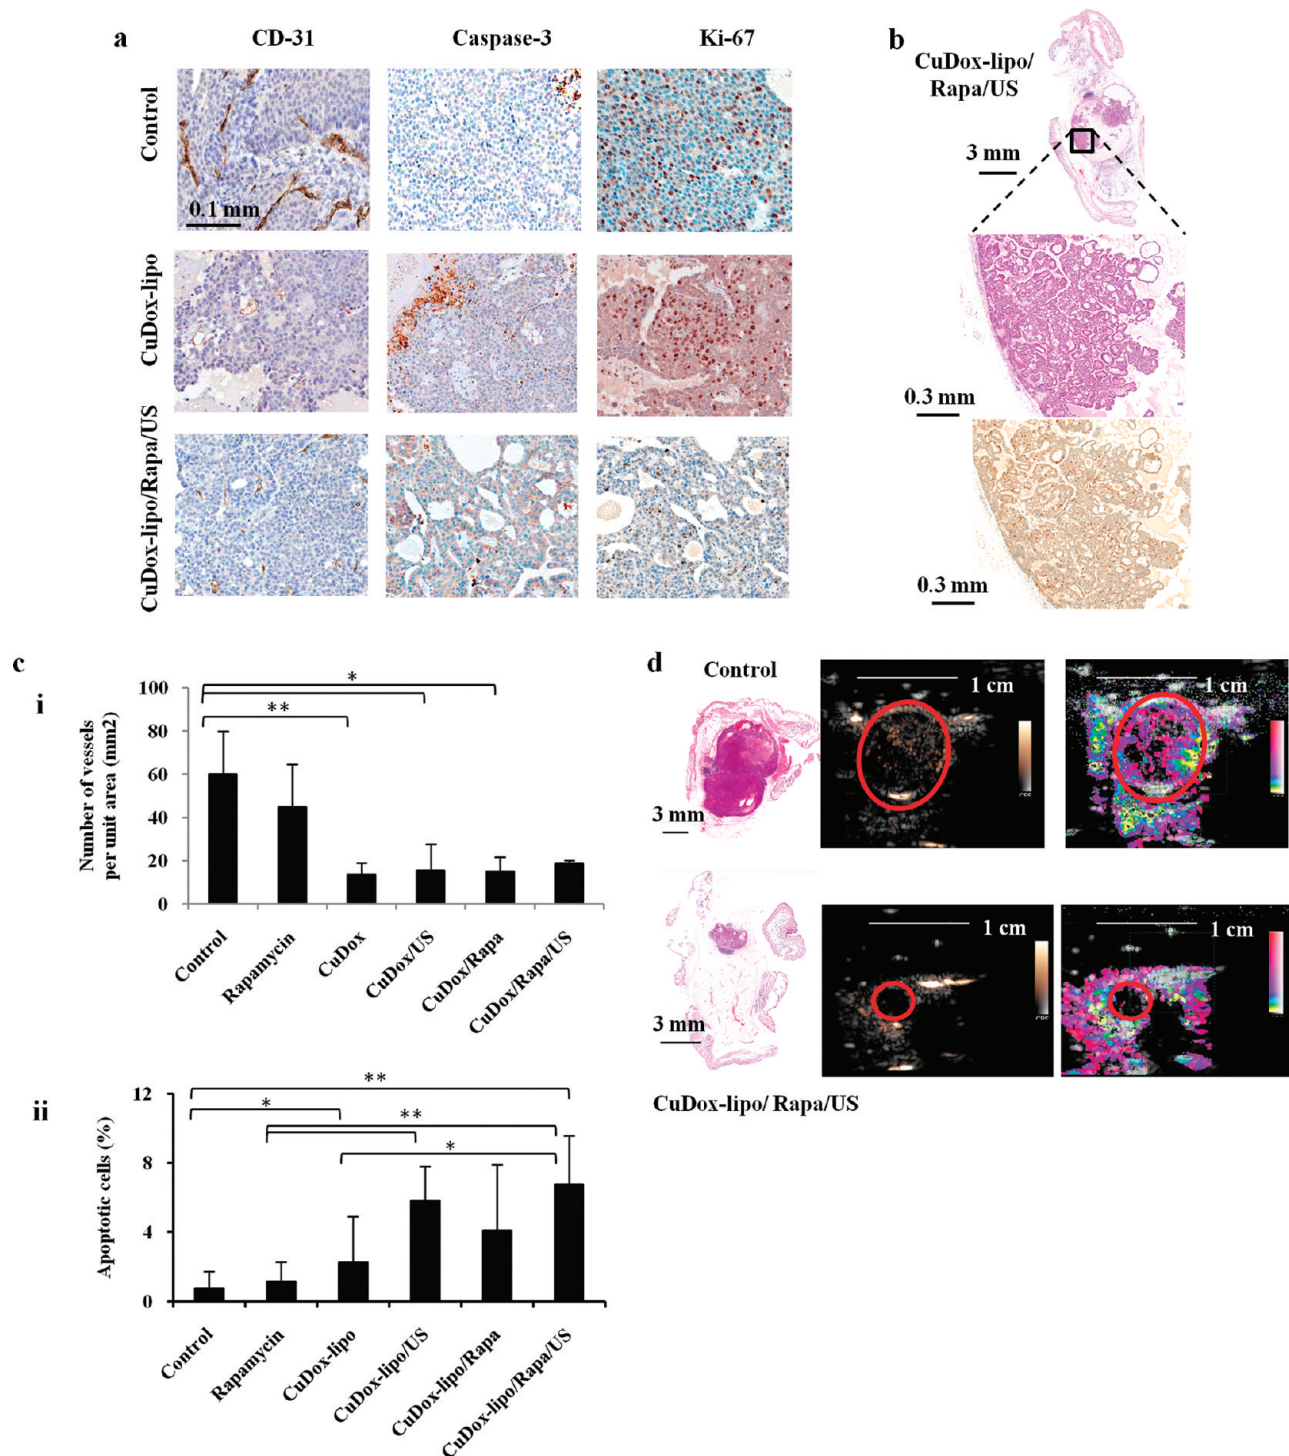 a
CD-31
Caspase-3
Ki-67
Control
0.1 mm
CuDox-lipo
CuDox-lipo/Rapa/US
b
CuDox-lipo/
Rapa/US
3 mm
0.3 mm
0.3 mm
c
i
Number of vessels
per unit area (mm2)
100
80
60
40
20
0
*
**
Control
Rapamycin
CuDox
CuDox/US
CuDox/Rapa
CuDox/Rapa/US
ii
Apoptotic cells (%)
12
8
4
0
**
*
**
*
Control
Rapamycin
CuDox-lipo
CuDox-lipo/US
CuDox-lipo/Rapa
CuDox-lipo/Rapa/US
d
Control
3 mm
1 cm
1 cm
3 mm
1 cm
1 cm
CuDox-lipo/ Rapa/US